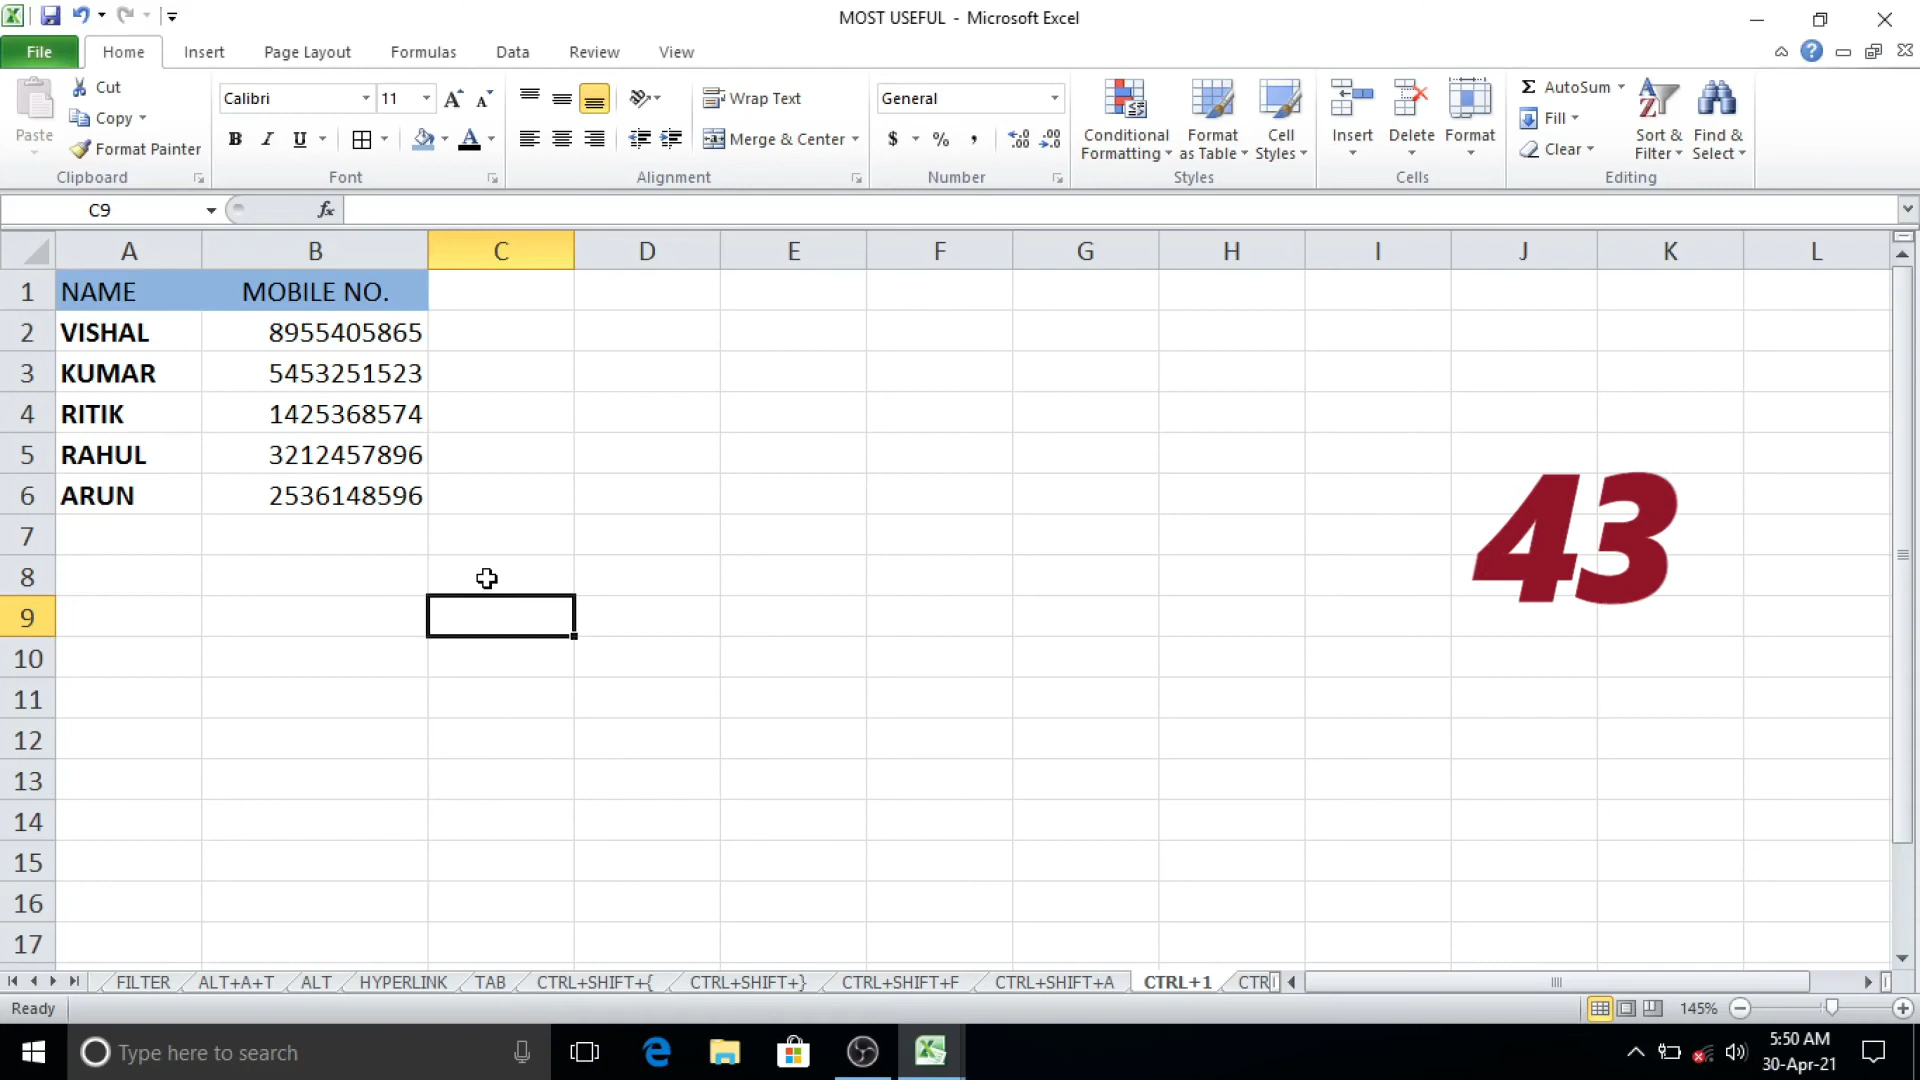 MOST USEFUL - Microsoft Excel
File Home Insert Page Layout Formulas Data Review View
Paste
Cut
Copy
Format Painter
Clipboard
Calibri 11
B I U A
Font
Wrap Text
Merge & Center
Alignment
General
$ % ,
Number
Conditional Formatting
Format as Table
Cell Styles
Styles
Insert Delete Format
Cells
AutoSum
Fill
Clear
Sort & Filter
Find & Select
Editing
C9 fx
A B C D E F G H I J K L
1 NAME MOBILE NO.
2 VISHAL 8955405865
3 KUMAR 5453251523
4 RITIK 1425368574
5 RAHUL 3212457896
6 ARUN 2536148596
7
8
9
10
11
12
13
14
15
16
17
43
FILTER ALT+A+T ALT HYPERLINK TAB CTRL+SHIFT+{ CTRL+SHIFT+} CTRL+SHIFT+F CTRL+SHIFT+A CTRL+1 CTR
Ready 145%
Type here to search
5:50 AM
30-Apr-21